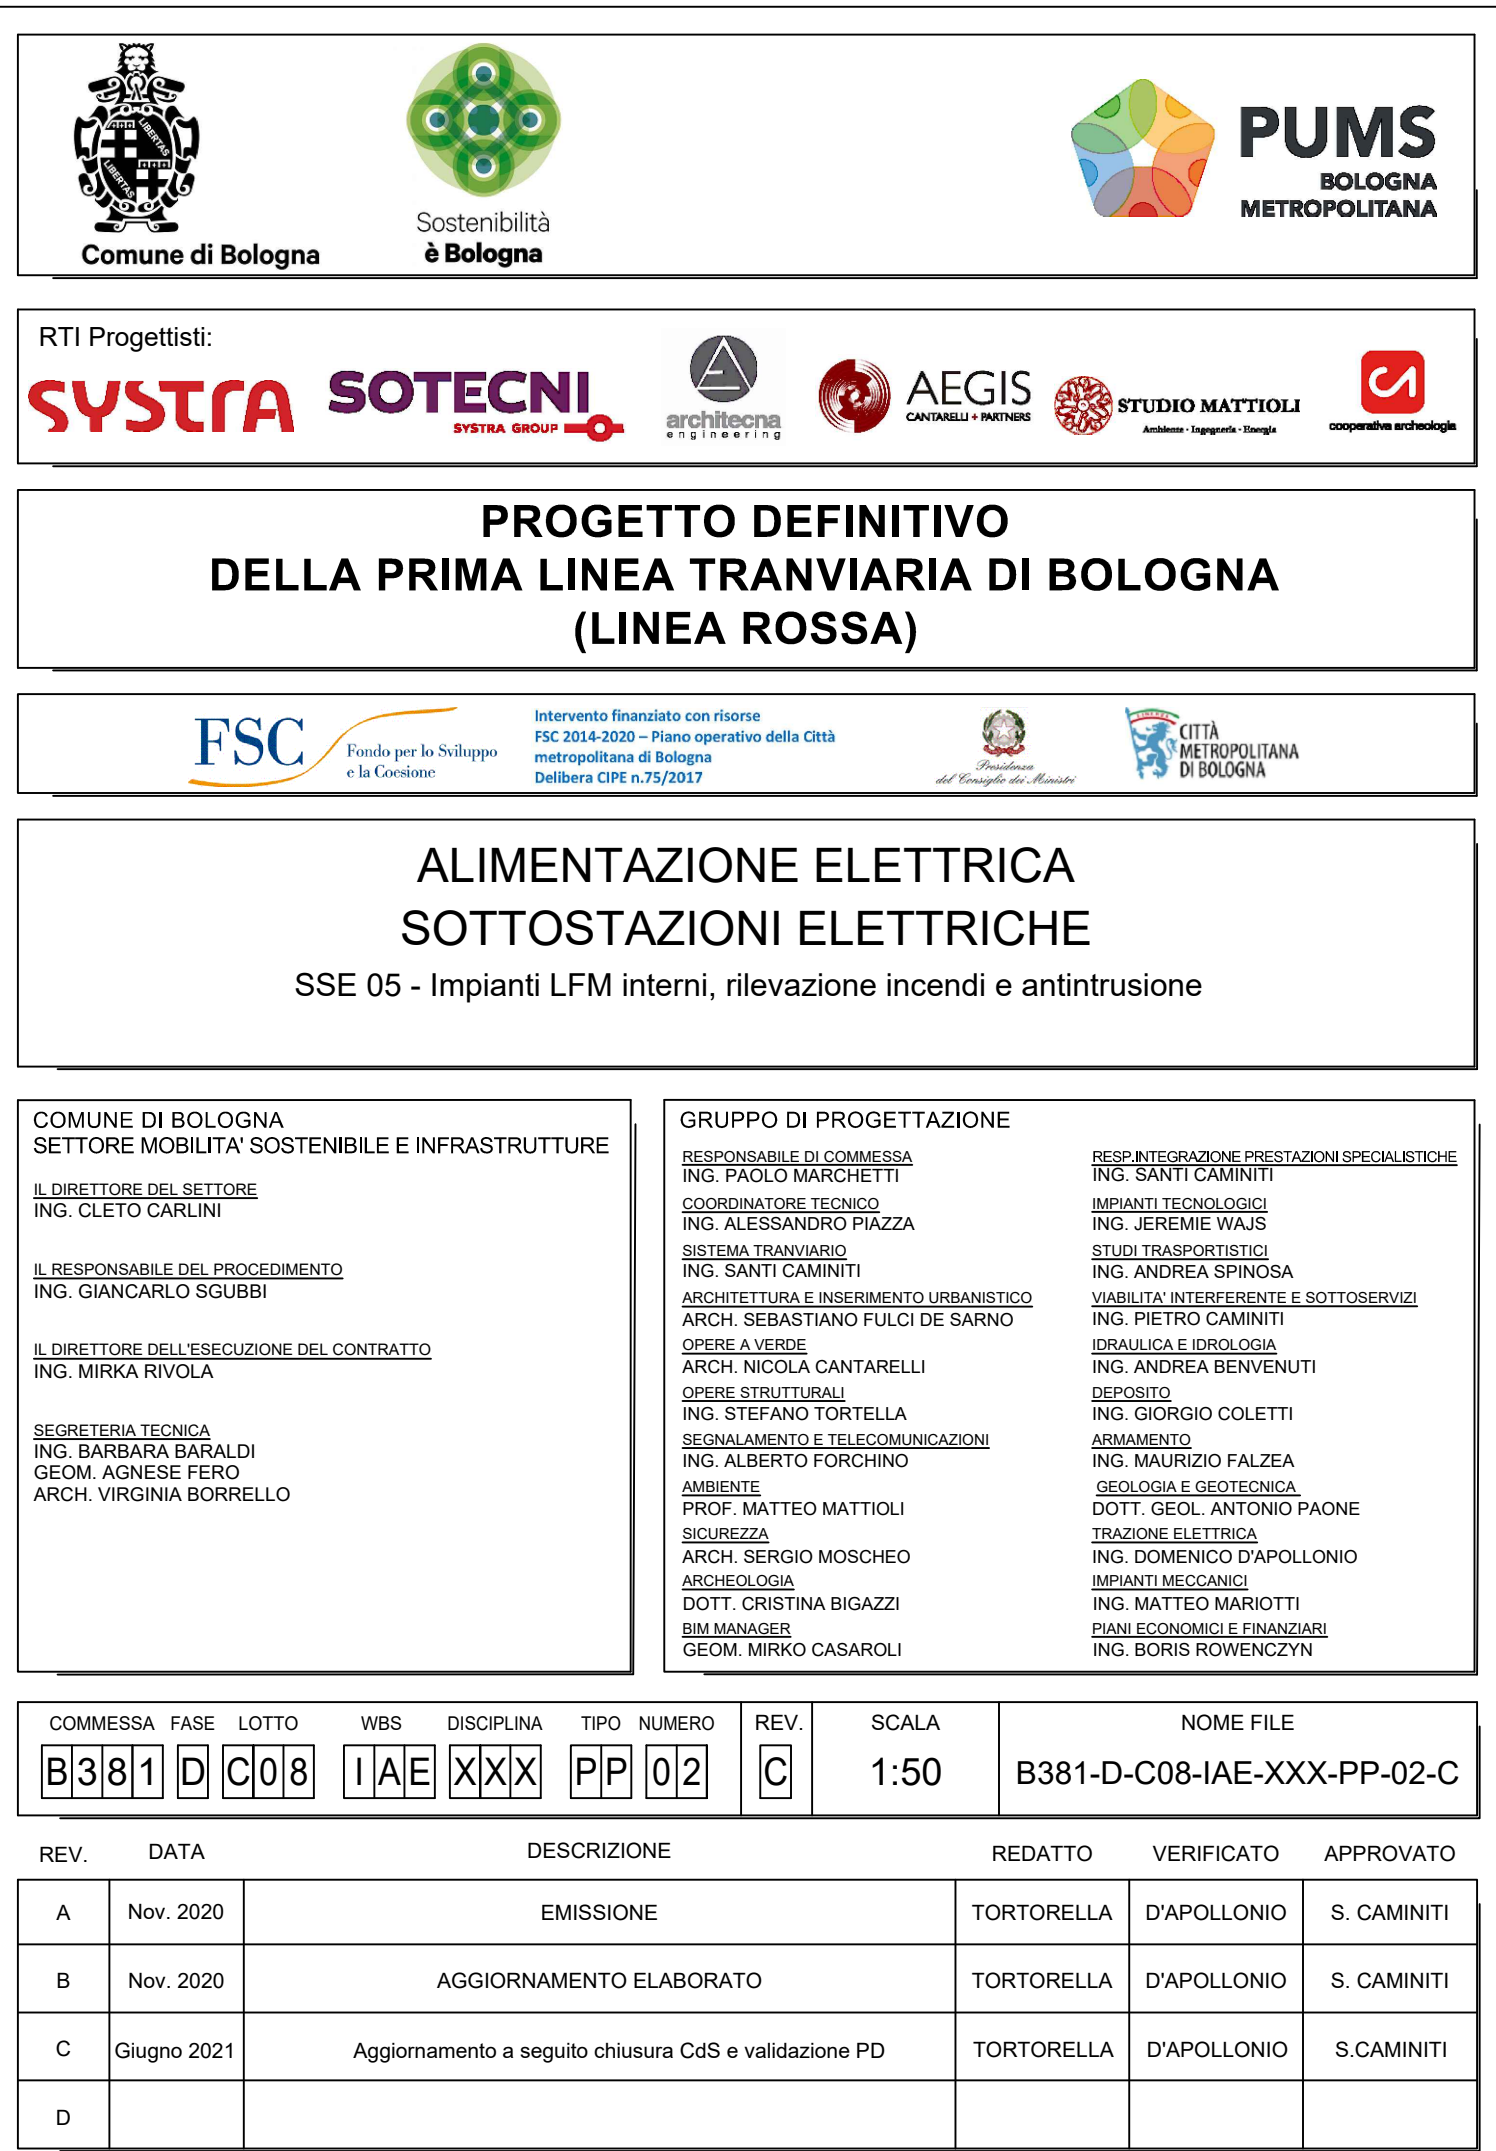 LIBERTAS
LIBERTAS
Comune di Bologna
Sostenibilità
è Bologna
PUMS
BOLOGNA
METROPOLITANA
RTI Progettisti:
SYSTRA
SOTECNI
SYSTRA GROUP
architecna
engineering
AEGIS
CANTARELLI + PARTNERS
STUDIO MATTIOLI
Ambiente - Ingegneria - Energia
cooperativa archeologia
PROGETTO DEFINITIVO
DELLA PRIMA LINEA TRANVIARIA DI BOLOGNA
(LINEA ROSSA)
FSC
Fondo per lo Sviluppo
e la Coesione
Intervento finanziato con risorse
FSC 2014-2020 – Piano operativo della Città
metropolitana di Bologna
Delibera CIPE n.75/2017
Presidenza
del Consiglio dei Ministri
CITTÀ
METROPOLITANA
DI BOLOGNA
ALIMENTAZIONE ELETTRICA
SOTTOSTAZIONI ELETTRICHE
SSE 05 - Impianti LFM interni, rilevazione incendi e antintrusione
COMUNE DI BOLOGNA
SETTORE MOBILITA' SOSTENIBILE E INFRASTRUTTURE
IL DIRETTORE DEL SETTORE
ING. CLETO CARLINI
IL RESPONSABILE DEL PROCEDIMENTO
ING. GIANCARLO SGUBBI
IL DIRETTORE DELL'ESECUZIONE DEL CONTRATTO
ING. MIRKA RIVOLA
SEGRETERIA TECNICA
ING. BARBARA BARALDI
GEOM. AGNESE FERO
ARCH. VIRGINIA BORRELLO
GRUPPO DI PROGETTAZIONE
RESPONSABILE DI COMMESSA
ING. PAOLO MARCHETTI
COORDINATORE TECNICO
ING. ALESSANDRO PIAZZA
SISTEMA TRANVIARIO
ING. SANTI CAMINITI
ARCHITETTURA E INSERIMENTO URBANISTICO
ARCH. SEBASTIANO FULCI DE SARNO
OPERE A VERDE
ARCH. NICOLA CANTARELLI
OPERE STRUTTURALI
ING. STEFANO TORTELLA
SEGNALAMENTO E TELECOMUNICAZIONI
ING. ALBERTO FORCHINO
AMBIENTE
PROF. MATTEO MATTIOLI
SICUREZZA
ARCH. SERGIO MOSCHEO
ARCHEOLOGIA
DOTT. CRISTINA BIGAZZI
BIM MANAGER
GEOM. MIRKO CASAROLI
RESP.INTEGRAZIONE PRESTAZIONI SPECIALISTICHE
ING. SANTI CAMINITI
IMPIANTI TECNOLOGICI
ING. JEREMIE WAJS
STUDI TRASPORTISTICI
ING. ANDREA SPINOSA
VIABILITA' INTERFERENTE E SOTTOSERVIZI
ING. PIETRO CAMINITI
IDRAULICA E IDROLOGIA
ING. ANDREA BENVENUTI
DEPOSITO
ING. GIORGIO COLETTI
ARMAMENTO
ING. MAURIZIO FALZEA
GEOLOGIA E GEOTECNICA
DOTT. GEOL. ANTONIO PAONE
TRAZIONE ELETTRICA
ING. DOMENICO D'APOLLONIO
IMPIANTI MECCANICI
ING. MATTEO MARIOTTI
PIANI ECONOMICI E FINANZIARI
ING. BORIS ROWENCZYN
COMMESSA FASE LOTTO WBS DISCIPLINA TIPO NUMERO REV. SCALA NOME FILE
B381 D C08 IAE XXX PP 02 C 1:50 B381-D-C08-IAE-XXX-PP-02-C
REV. DATA DESCRIZIONE REDATTO VERIFICATO APPROVATO
A Nov. 2020 EMISSIONE TORTORELLA D'APOLLONIO S. CAMINITI
B Nov. 2020 AGGIORNAMENTO ELABORATO TORTORELLA D'APOLLONIO S. CAMINITI
C Giugno 2021 Aggiornamento a seguito chiusura CdS e validazione PD TORTORELLA D'APOLLONIO S.CAMINITI
D